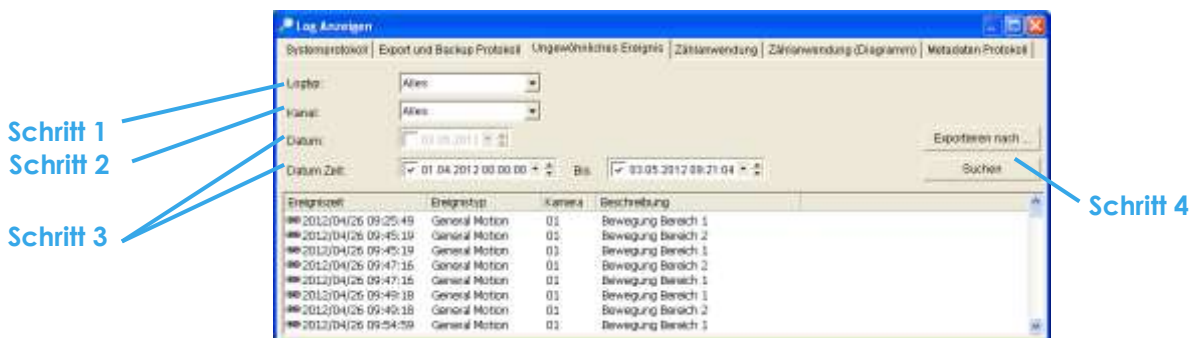 Log Anzeigen
Systemprotokoll Export und Backup Protokoll Ungewöhnliches Ereignis Zählanwendung Zählanwendung (Diagramm) Metadaten Protokoll
Logtyp: Alles
Schritt 1
Kanal: Alles
Schritt 2
Datum: 03.05.2012 Exportieren nach ...
Datum Zeit: 01.04.2012 00:00:00 Bis 03.05.2012 09:21:04 Suchen
Schritt 4
Schritt 3
Ereigniszeit Ereignistyp Kamera Beschreibung
2012/04/26 09:25:49 General Motion 01 Bewegung Bereich 1
2012/04/26 09:45:19 General Motion 01 Bewegung Bereich 2
2012/04/26 09:45:19 General Motion 01 Bewegung Bereich 1
2012/04/26 09:47:16 General Motion 01 Bewegung Bereich 2
2012/04/26 09:47:16 General Motion 01 Bewegung Bereich 1
2012/04/26 09:49:18 General Motion 01 Bewegung Bereich 1
2012/04/26 09:49:18 General Motion 01 Bewegung Bereich 2
2012/04/26 09:54:59 General Motion 01 Bewegung Bereich 1